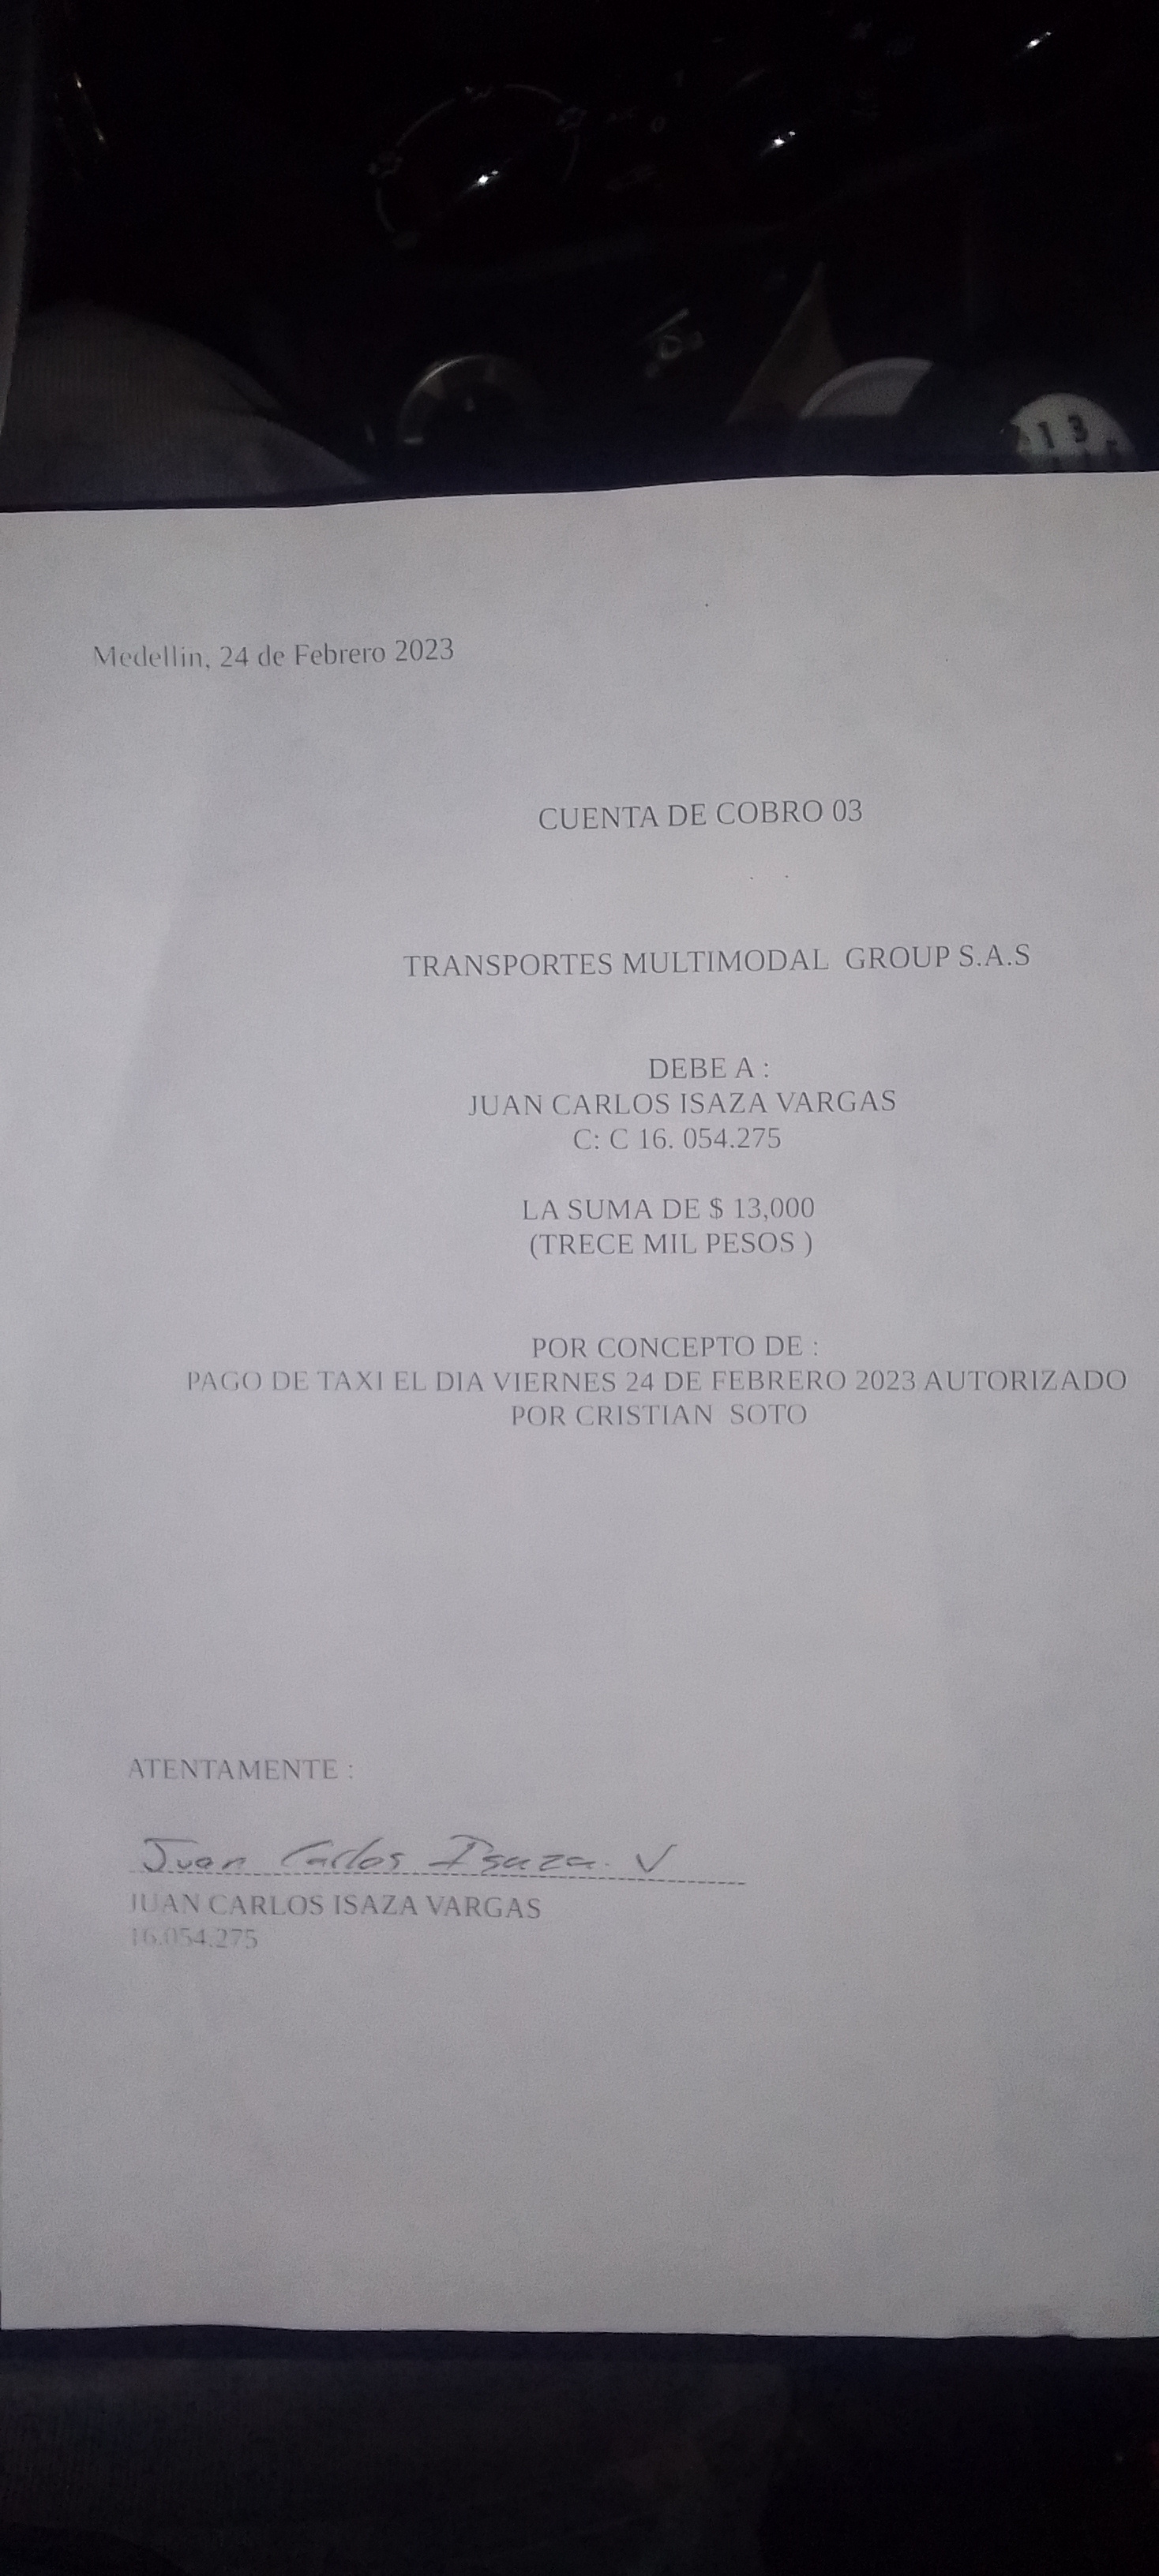 1 3
Medellin, 24 de Febrero 2023
CUENTA DE COBRO 03
TRANSPORTES MULTIMODAL GROUP S.A.S
DEBE A :
JUAN CARLOS ISAZA VARGAS
C: C 16. 054.275
LA SUMA DE $ 13,000
(TRECE MIL PESOS )
POR CONCEPTO DE :
PAGO DE TAXI EL DIA VIERNES 24 DE FEBRERO 2023 AUTORIZADO
POR CRISTIAN SOTO
ATENTAMENTE :
Juan Carlos Isaza. V
JUAN CARLOS ISAZA VARGAS
16.054.275